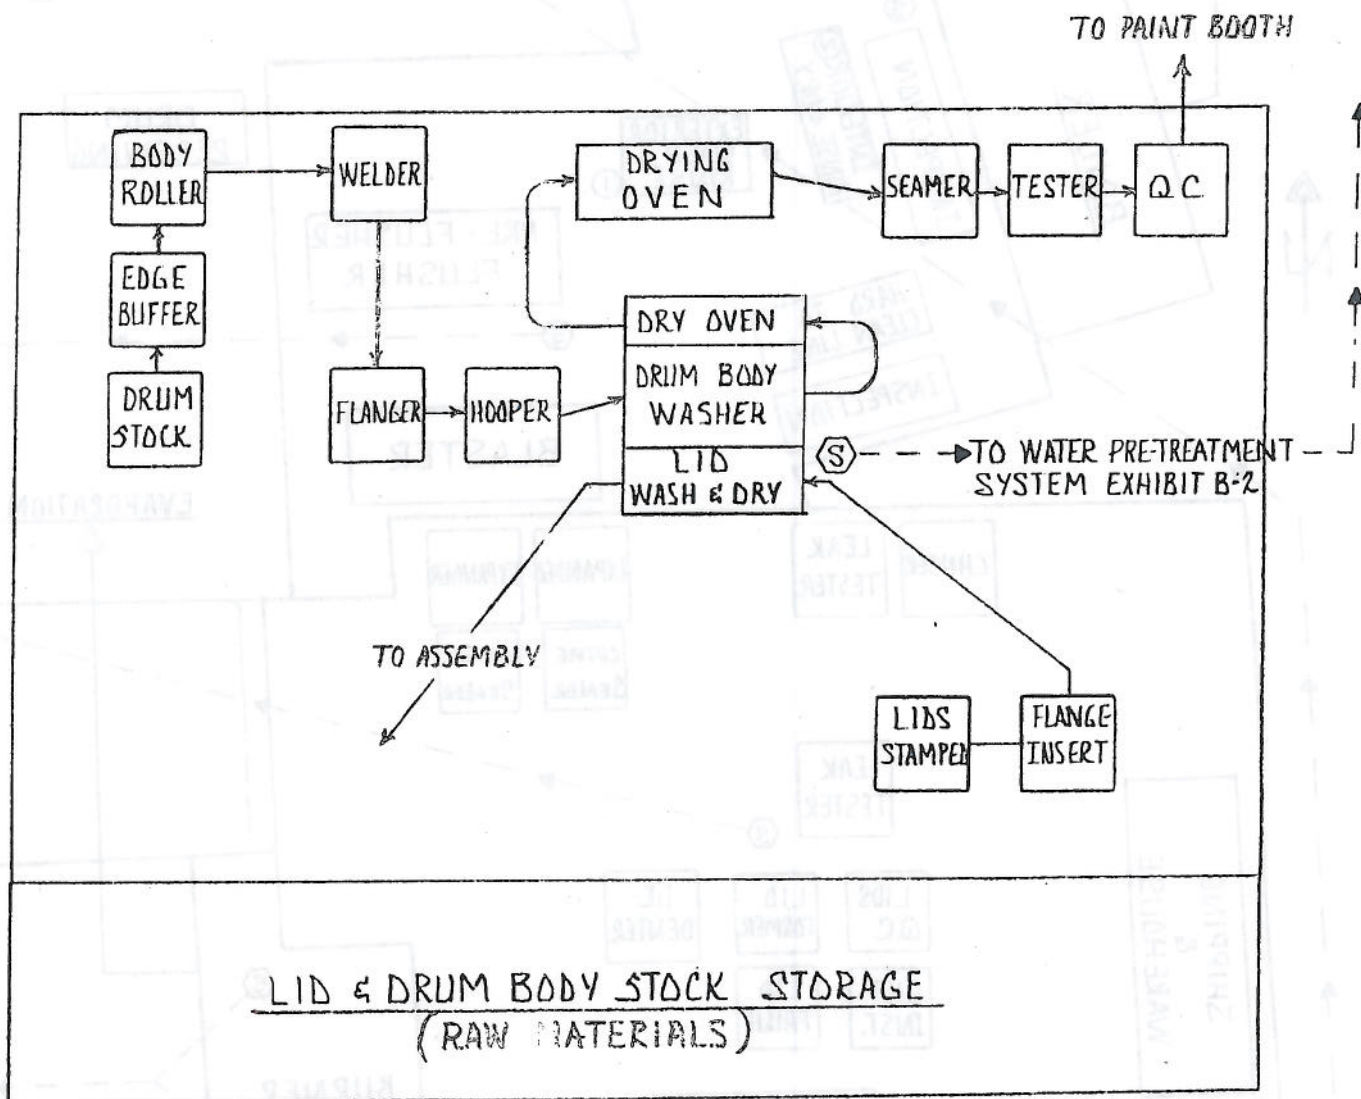 TO PAINT BOOTH
BODY
ROLLER
WELDER
DRYING
OVEN
SEAMER
TESTER
QC
EDGE
BUFFER
DRUM
STOCK
FLANGER
HOOPER
DRY OVEN
DRUM BODY
WASHER
LID
WASH & DRY
S
TO WATER PRE-TREATMENT
SYSTEM EXHIBIT B-2
TO ASSEMBLY
LIDS
STAMPED
FLANGE
INSERT
LID & DRUM BODY STOCK STORAGE
(RAW MATERIALS)